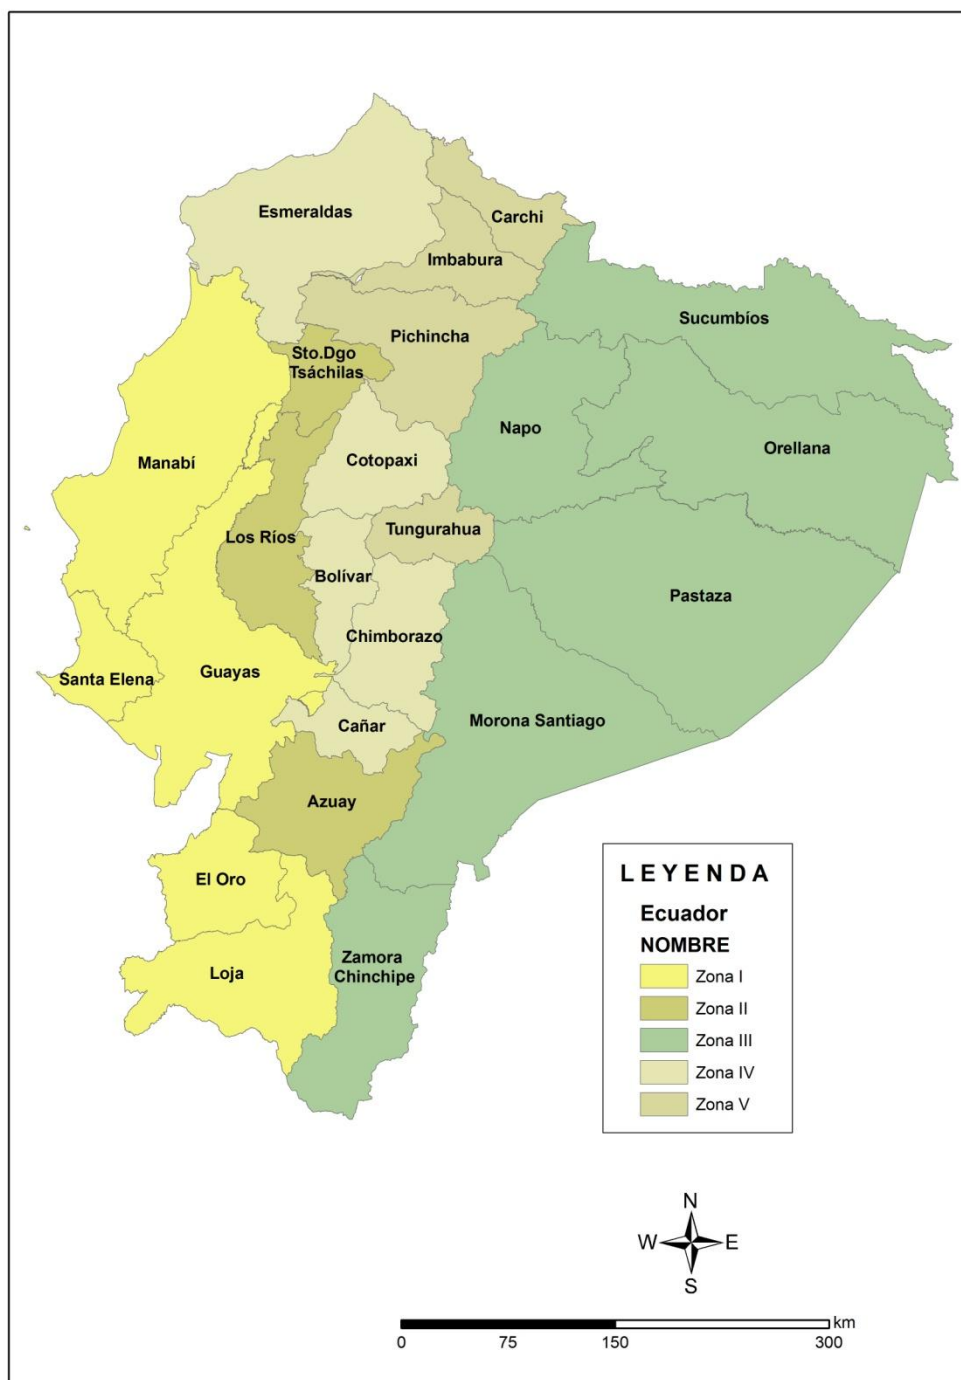 Esmeraldas
Carchi
Imbabura
Sucumbíos
Pichincha
Sto.Dgo
Tsáchilas
Napo
Orellana
Manabí
Cotopaxi
Tungurahua
Los Ríos
Bolívar
Pastaza
Chimborazo
Santa Elena
Guayas
Morona Santiago
Cañar
Azuay
El Oro
Zamora
Chinchipe
Loja
LEYENDA
Ecuador
NOMBRE
Zona I
Zona II
Zona III
Zona IV
Zona V
N
W
E
S
km
0 75 150 300